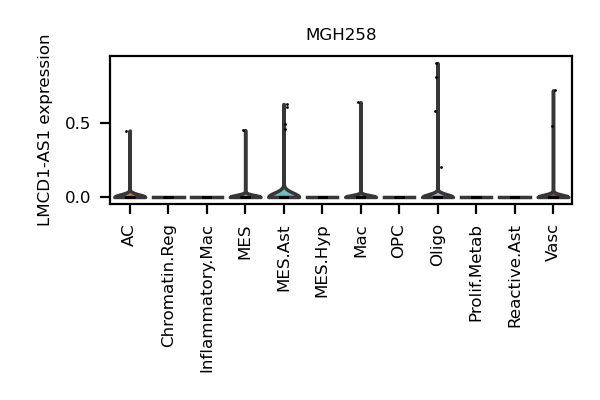 MGH258
LMCD1-AS1 expression
0.5
0.0
AC
Chromatin.Reg
Inflammatory.Mac
MES
MES.Ast
MES.Hyp
Mac
OPC
Oligo
Prolif.Metab
Reactive.Ast
Vasc